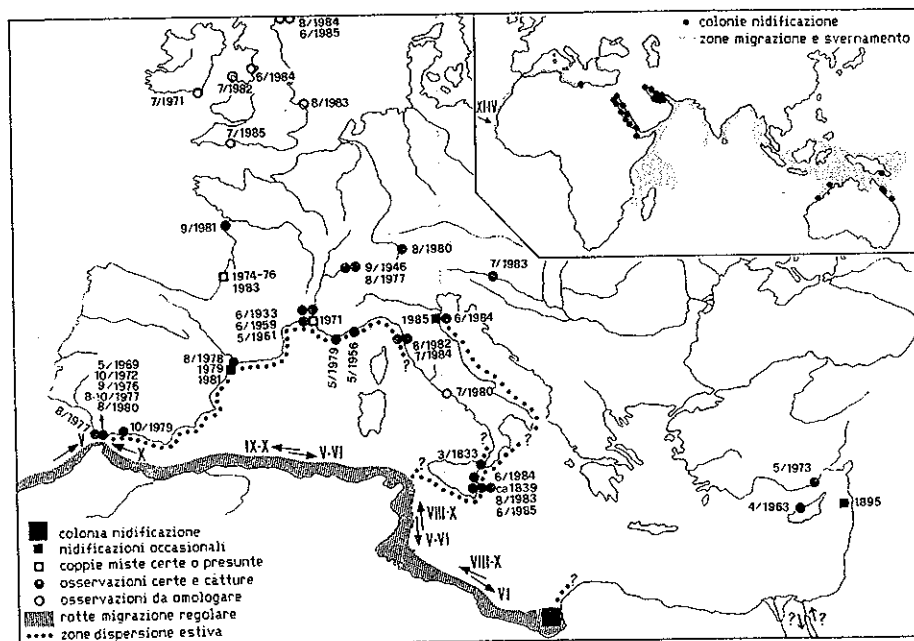 8/1984
6/1985
6/1984
7/1982
7/1971
8/1983
7/1985
colonie nidificazione
zone migrazione e svernamento
XII-IV
9/1981
8/1980
9/1946
8/1977
7/1983
1974-76
1983
6/1933
6/1959
5/1961
1971
1985
6/1984
8/1978
1979
1981
5/1979
5/1956
8/1982
7/1984
?
5/1969
10/1972
9/1976
8-10/1977
8/1980
8/1977
10/1979
7/1980
V
X
IX-X
V-VI
3/1833
?
?
?
6/1984
ca1839
8/1983
6/1985
5/1973
4/1963
1895
VIII-X
V-VI
VIII-X
VI
?
?
?
colonia nidificazione
nidificazioni occasionali
coppie miste certe o presunte
osservazioni certe e catture
osservazioni da omologare
rotte migrazione regolare
zone dispersione estiva